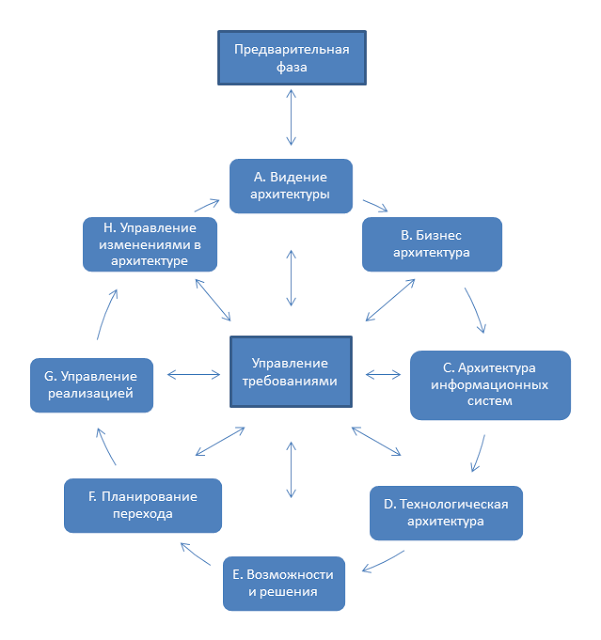 Предварительная
фаза
A. Видение
архитектуры
H. Управление
изменениями в
архитектуре
B. Бизнес
архитектура
Управление
требованиями
G. Управление
реализацией
C. Архитектура
информационных
систем
F. Планирование
перехода
D. Технологическая
архитектура
E. Возможности
и решения